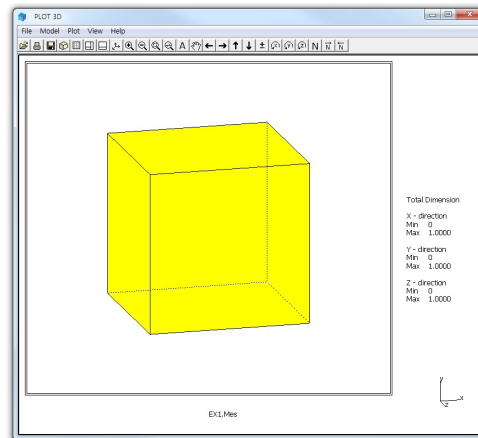 PLOT 3D
File Model Plot View Help
A N N N
Total Dimension
X - direction
Min 0
Max 1.0000
Y - direction
Min 0
Max 1.0000
Z - direction
Min 0
Max 1.0000
y
x
z
EX1.Mes